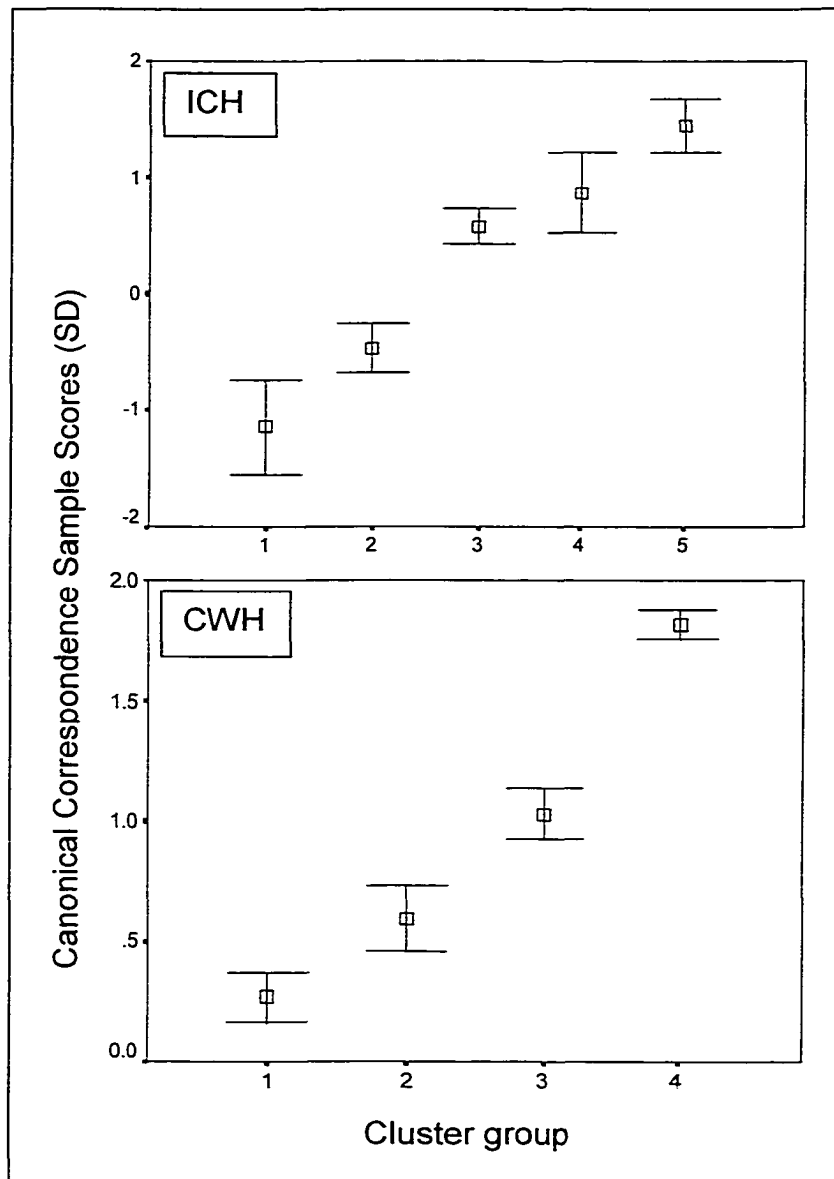 Canonical Correspondence Sample Scores (SD)
ICH
2
1
0
-1
-2
1 2 3 4 5
CWH
2.0
1.5
1.0
.5
0.0
1 2 3 4
Cluster group